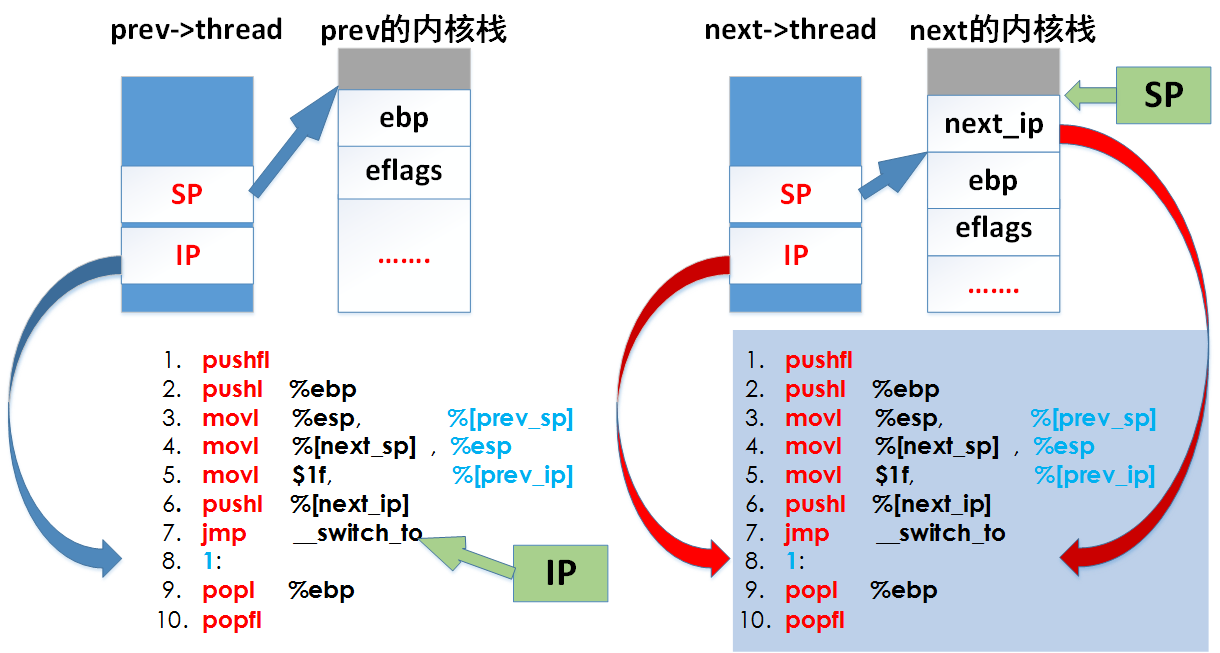 prev->thread
prev的内核栈
next->thread
next的内核栈
SP
IP
ebp
eflags
.......
SP
IP
next_ip
ebp
eflags
.......
SP
1. pushfl
2. pushl %ebp
3. movl %esp, %[prev_sp]
4. movl %[next_sp] , %esp
5. movl $1f, %[prev_ip]
6. pushl %[next_ip]
7. jmp __switch_to
8. 1:
9. popl %ebp
10. popfl
IP
1. pushfl
2. pushl %ebp
3. movl %esp, %[prev_sp]
4. movl %[next_sp] , %esp
5. movl $1f, %[prev_ip]
6. pushl %[next_ip]
7. jmp __switch_to
8. 1:
9. popl %ebp
10. popfl